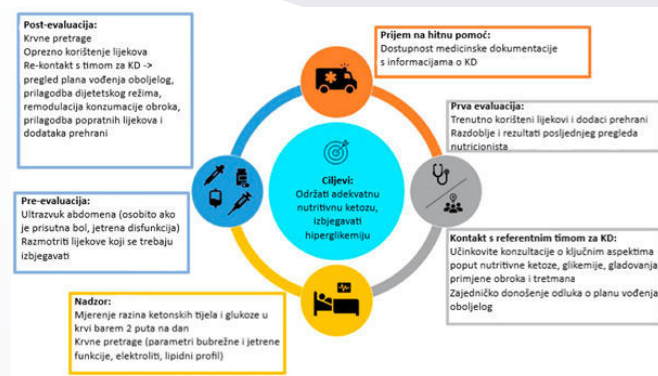 Post-evaluacija:
Krvne pretrage
Oprezno korištenje lijekova
Re-kontakt s timom za KD ->
pregled plana vođenja oboljelog,
prilagodba dijetetskog režima,
remodulacija konzumacije obroka,
prilagodba popratnih lijekova i
dodataka prehrani
Prijem na hitnu pomoć:
Dostupnost medicinske dokumentacije
s informacijama o KD
Prva evaluacija:
Trenutno korišteni lijekovi i dodaci prehrani
Razdoblje i rezultati posljednjeg pregleda
nutricionista
Ciljevi:
Održati adekvatnu
nutritivnu ketozu,
izbjegavati
hiperglikemiju
Pre-evaluacija:
Ultrazvuk abdomena (osobito ako
je prisutna bol, jetrena disfunkcija)
Razmotriti lijekove koji se trebaju
izbjegavati
Kontakt s referentnim timom za KD:
Učinkovite konzultacije o ključnim aspektima
poput nutritivne ketoze, glikemije, gladovanja
primjene obroka i tretmana
Zajedničko donošenje odluka o planu vođenja
oboljelog
Nadzor:
Mjerenje razina ketonskih tijela i glukoze u
krvi barem 2 puta na dan
Krvne pretrage (parametri bubrežne i jetrene
funkcije, elektroliti, lipidni profil)